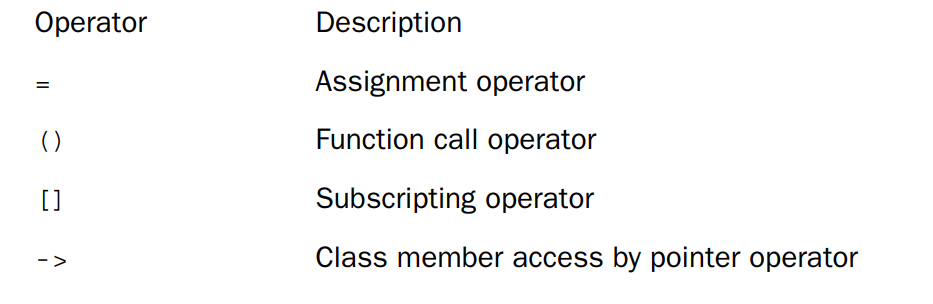 Operator Description
= Assignment operator
() Function call operator
[] Subscripting operator
-> Class member access by pointer operator